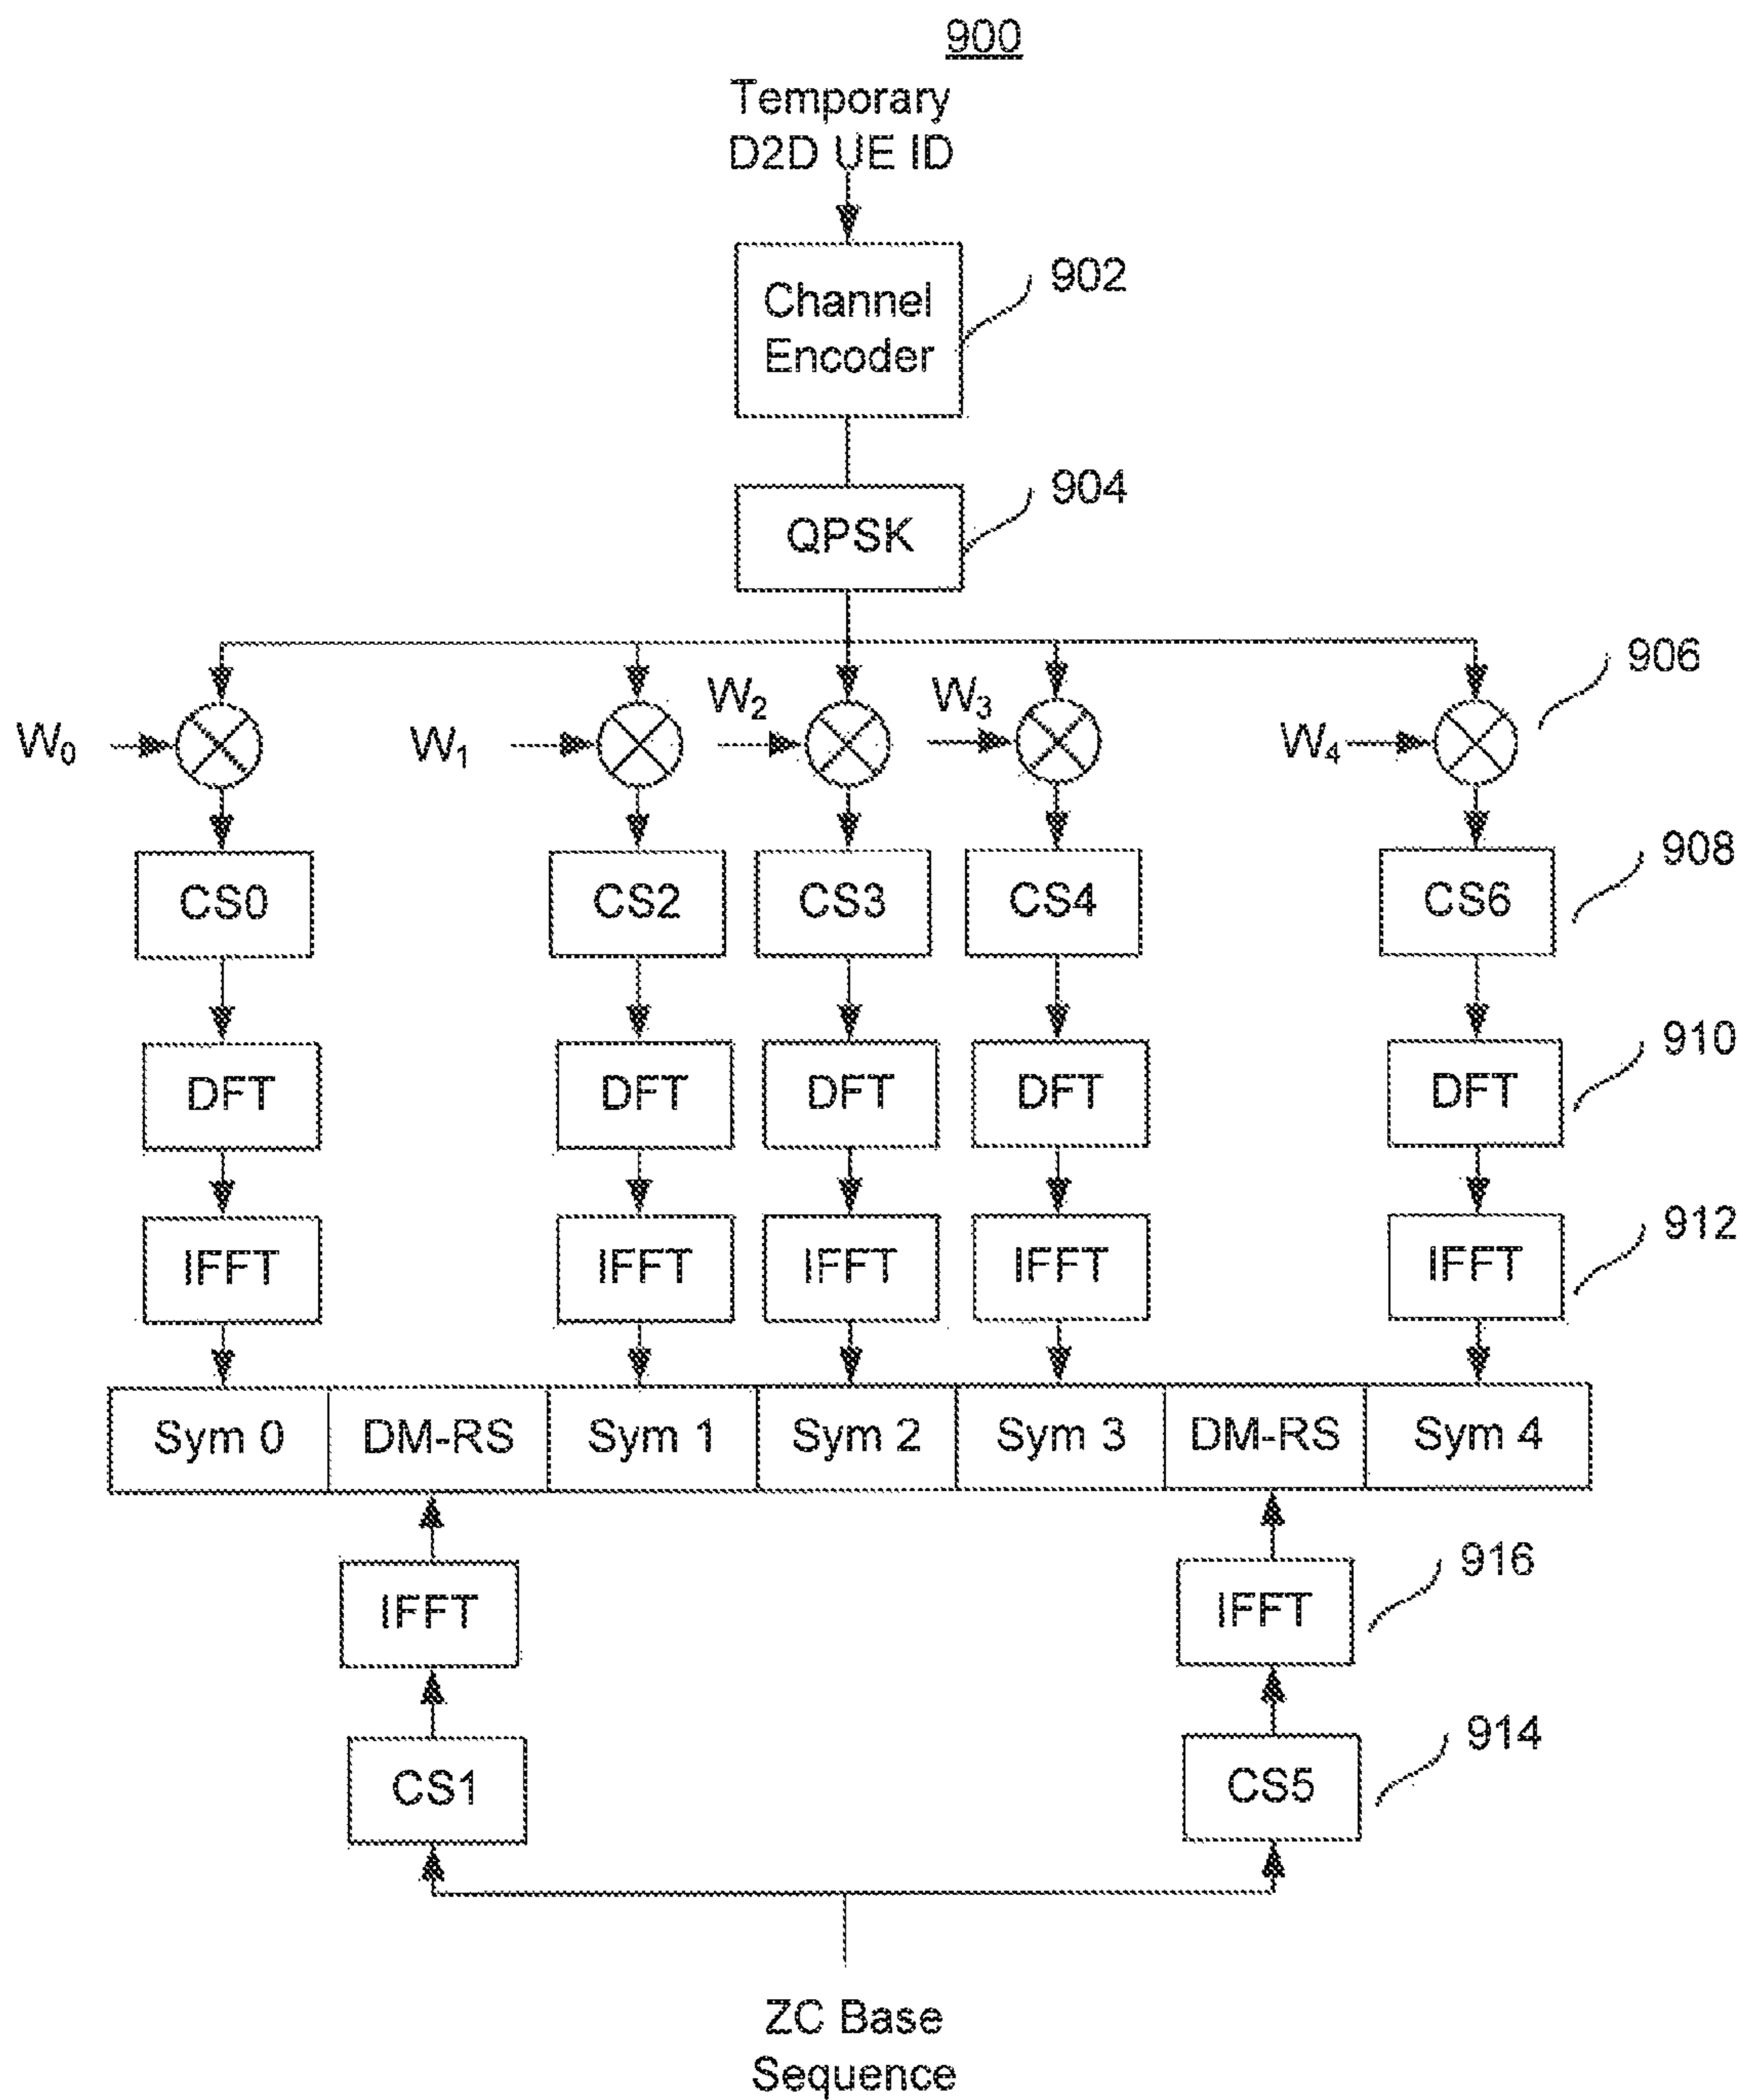 900
Temporary
D2D UE ID
Channel
Encoder
902
QPSK
904
906
W0 W1 W2 W3 W4
CS0 CS2 CS3 CS4 CS6
908
DFT DFT DFT DFT DFT
910
IFFT IFFT IFFT IFFT IFFT
912
Sym 0 DM-RS Sym 1 Sym 2 Sym 3 DM-RS Sym 4
IFFT IFFT
916
CS1 CS5
914
ZC Base
Sequence